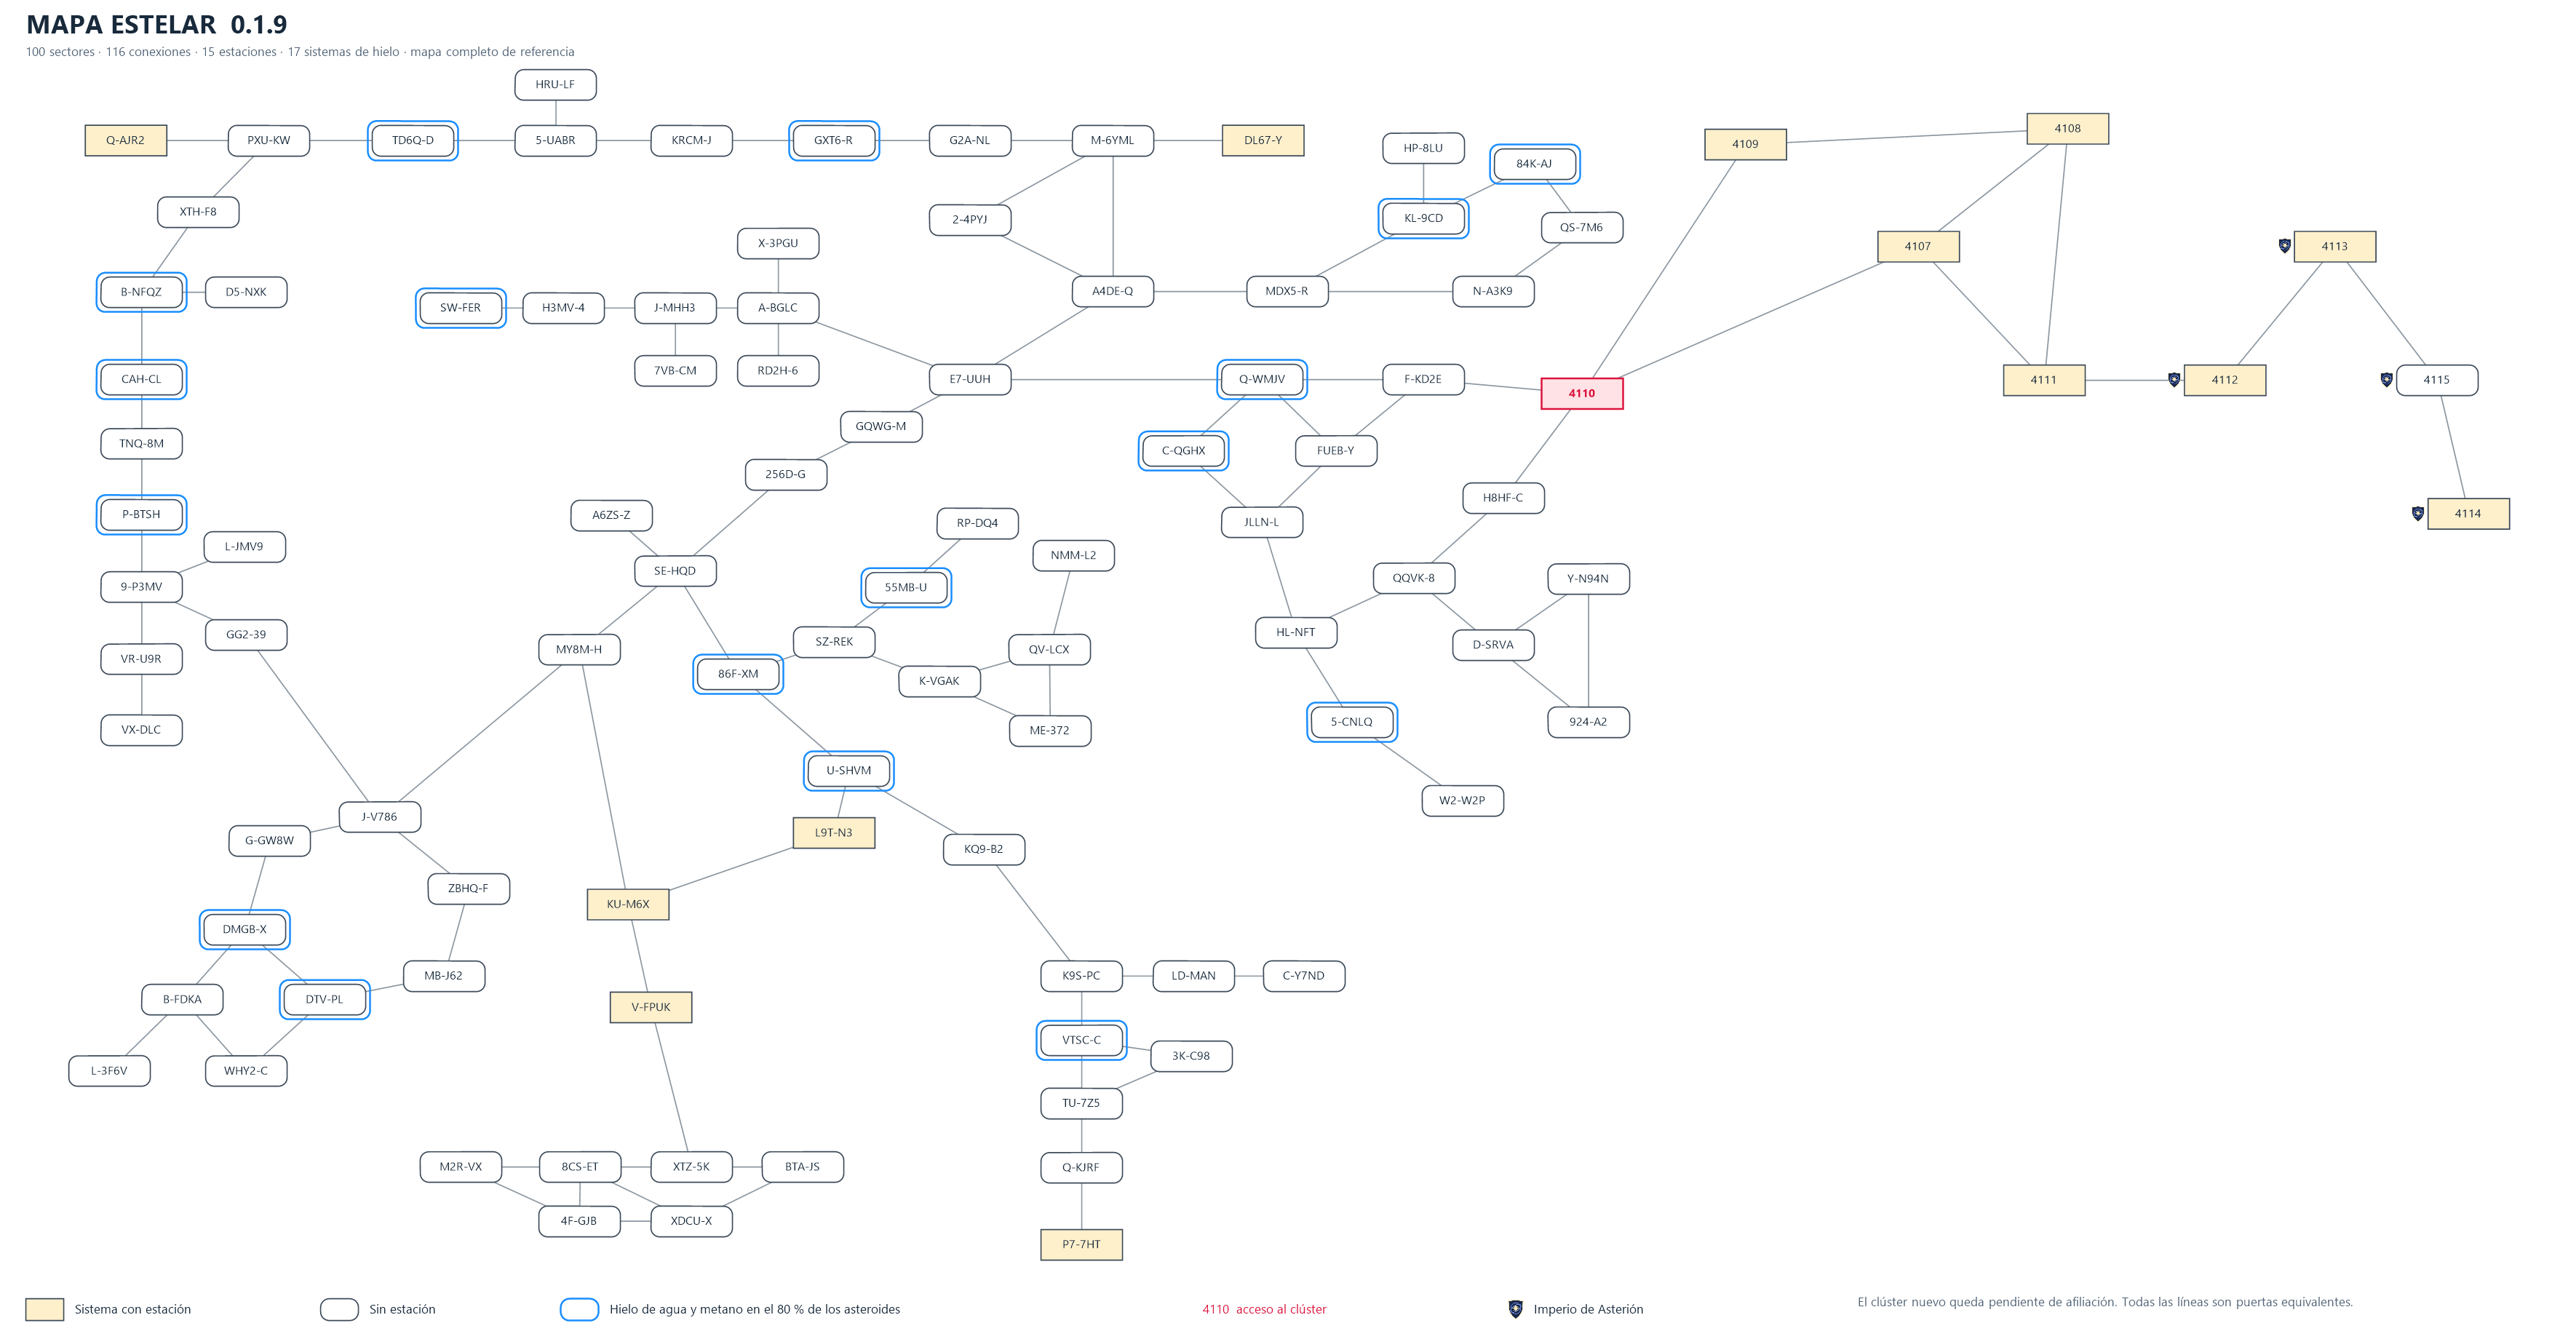 MAPA ESTELAR 0.1.9
100 sectores · 116 conexiones · 15 estaciones · 17 sistemas de hielo · mapa completo de referencia
HRU-LF
Q-AJR2
PXU-KW
TD6Q-D
5-UABR
KRCM-J
GXT6-R
G2A-NL
M-6YML
DL67-Y
HP-8LU
84K-AJ
4109
4108
XTH-F8
2-4PYJ
KL-9CD
QS-7M6
X-3PGU
4107
4113
B-NFQZ
D5-NXK
SW-FER
H3MV-4
J-MHH3
A-BGLC
A4DE-Q
MDX5-R
N-A3K9
CAH-CL
7VB-CM
RD2H-6
E7-UUH
Q-WMJV
F-KD2E
4110
4111
4112
4115
GQWG-M
TNQ-8M
256D-G
C-QGHX
FUEB-Y
H8HF-C
P-BTSH
A6ZS-Z
RP-DQ4
JLLN-L
4114
L-JMV9
SE-HQD
NMM-L2
9-P3MV
55MB-U
QQVK-8
Y-N94N
GG2-39
MY8M-H
SZ-REK
QV-LCX
HL-NFT
D-SRVA
VR-U9R
86F-XM
K-VGAK
VX-DLC
ME-372
5-CNLQ
924-A2
U-SHVM
W2-W2P
J-V786
G-GW8W
L9T-N3
KQ9-B2
ZBHQ-F
KU-M6X
DMGB-X
MB-J62
K9S-PC
LD-MAN
C-Y7ND
B-FDKA
DTV-PL
V-FPUK
VTSC-C
3K-C98
L-3F6V
WHY2-C
TU-7Z5
M2R-VX
8CS-ET
XTZ-5K
BTA-JS
Q-KJRF
4F-GJB
XDCU-X
P7-7HT
Sistema con estación
Sin estación
Hielo de agua y metano en el 80 % de los asteroides
4110 acceso al clúster
Imperio de Asterión
El clúster nuevo queda pendiente de afiliación. Todas las líneas son puertas equivalentes.